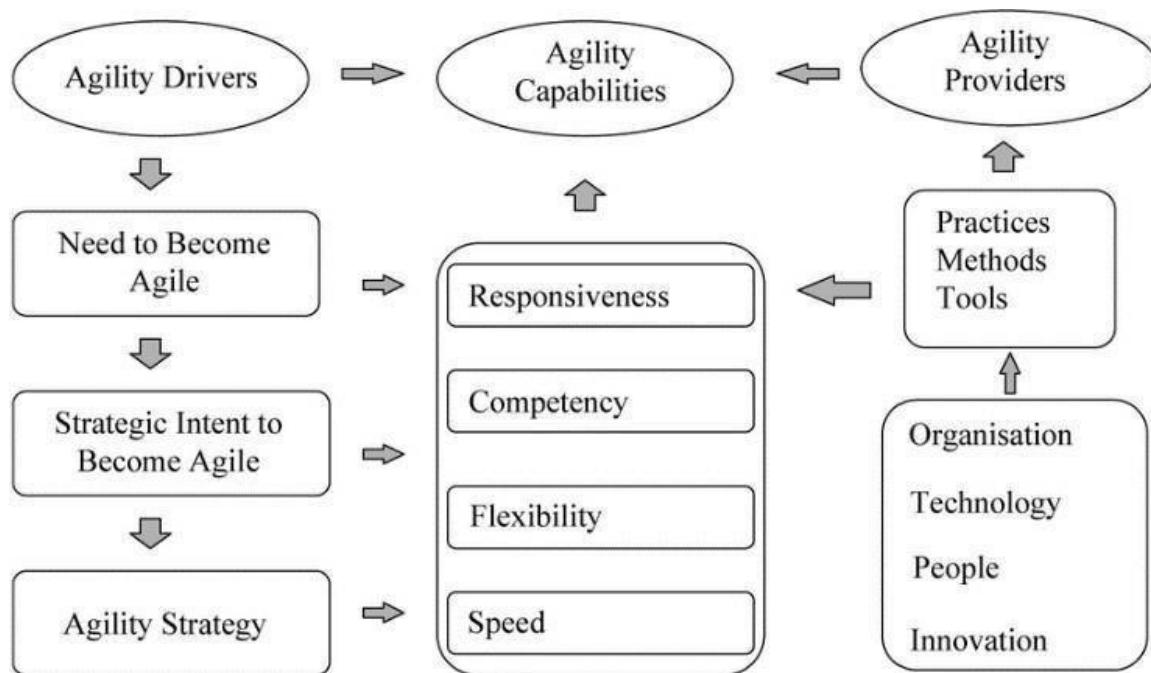 Agility Drivers
Agility
Capabilities
Agility
Providers
Need to Become
Agile
Strategic Intent to
Become Agile
Agility Strategy
Responsiveness
Competency
Flexibility
Speed
Practices
Methods
Tools
Organisation
Technology
People
Innovation